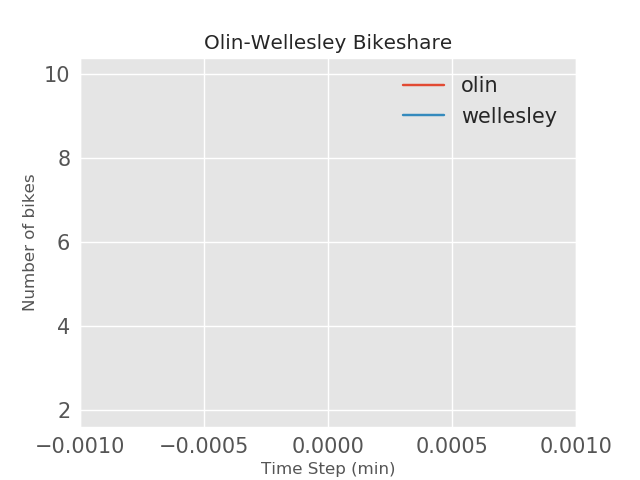 Olin-Wellesley Bikeshare
olin
wellesley
10
8
6
4
2
Number of bikes
−0.0010 −0.0005 0.0000 0.0005 0.0010
Time Step (min)